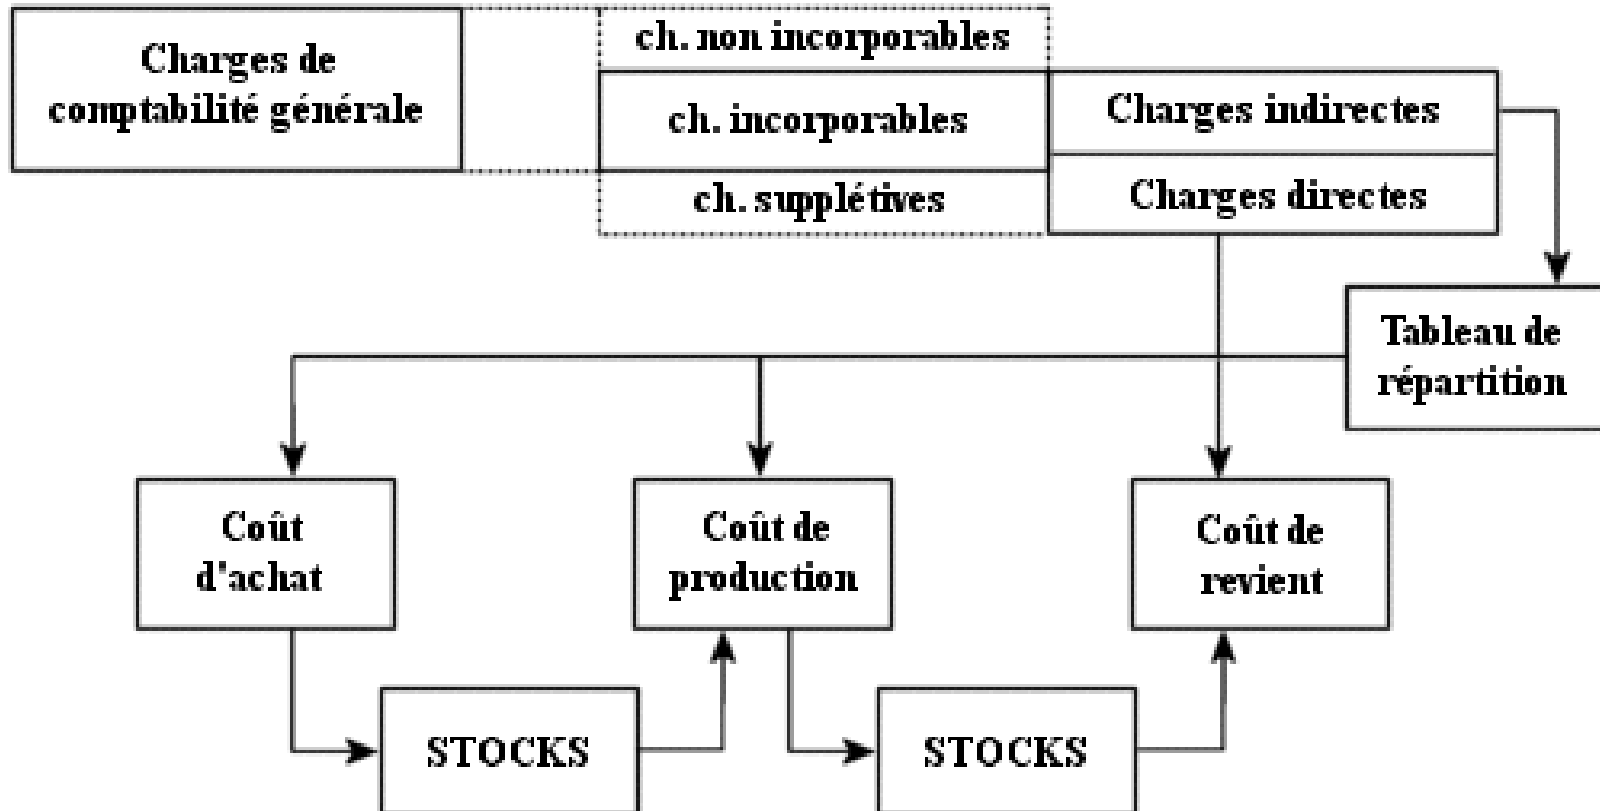 Charges de
comptabilité générale
ch. non incorporables
ch. incorporables
ch. supplétives
Charges indirectes
Charges directes
Tableau de
répartition
Coût
d'achat
Coût de
production
Coût de
revient
STOCKS
STOCKS